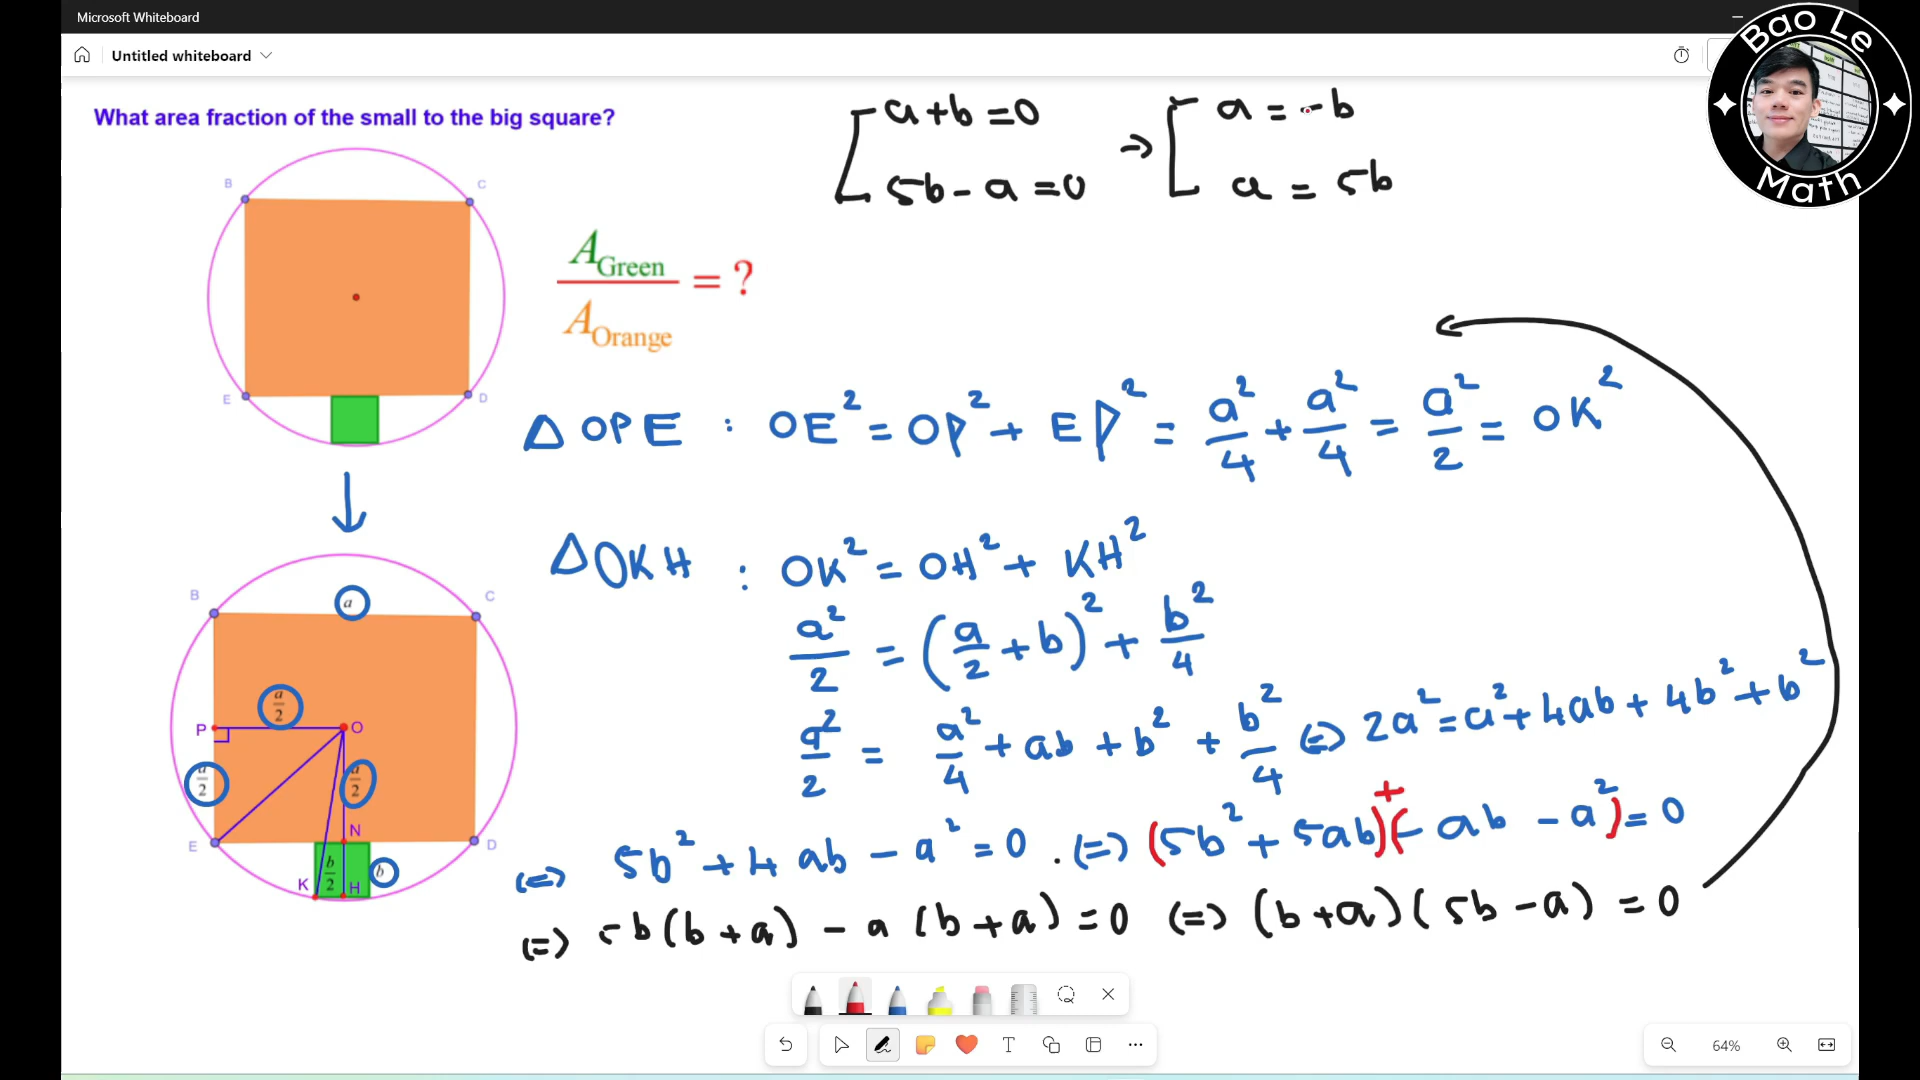 Microsoft Whiteboard
Untitled whiteboard
Bao Le
Math
What area fraction of the small to the big square?
a+b=0
5b-a=0
→
a=-b
a=5b
B
C
E
D
A_Green / A_Orange = ?
Δ OPE : OE² = OP² + EP² = a²/4 + a²/4 = a²/2 = OK²
Δ OKH : OK² = OH² + KH²
a²/2 = (a/2 + b)² + b²/4
a²/2 = a²/4 + ab + b² + b²/4 (=) 2a² = a² + 4ab + 4b² + b²
(=) 5b² + 4ab - a² = 0 . (=) (5b² + 5ab)+(- ab - a²) = 0
(=) 5b(b+a) - a(b+a) = 0 (=) (b+a)(5b-a) = 0
B
a
C
a/2
P
O
a/2
a/2
N
E
D
K
b/2
H
b
64%